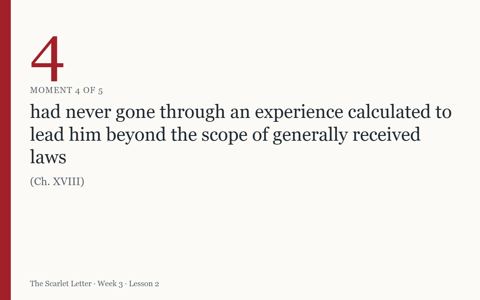 4
MOMENT 4 OF 5
had never gone through an experience calculated to
lead him beyond the scope of generally received
laws
(Ch. XVIII)
The Scarlet Letter · Week 3 · Lesson 2